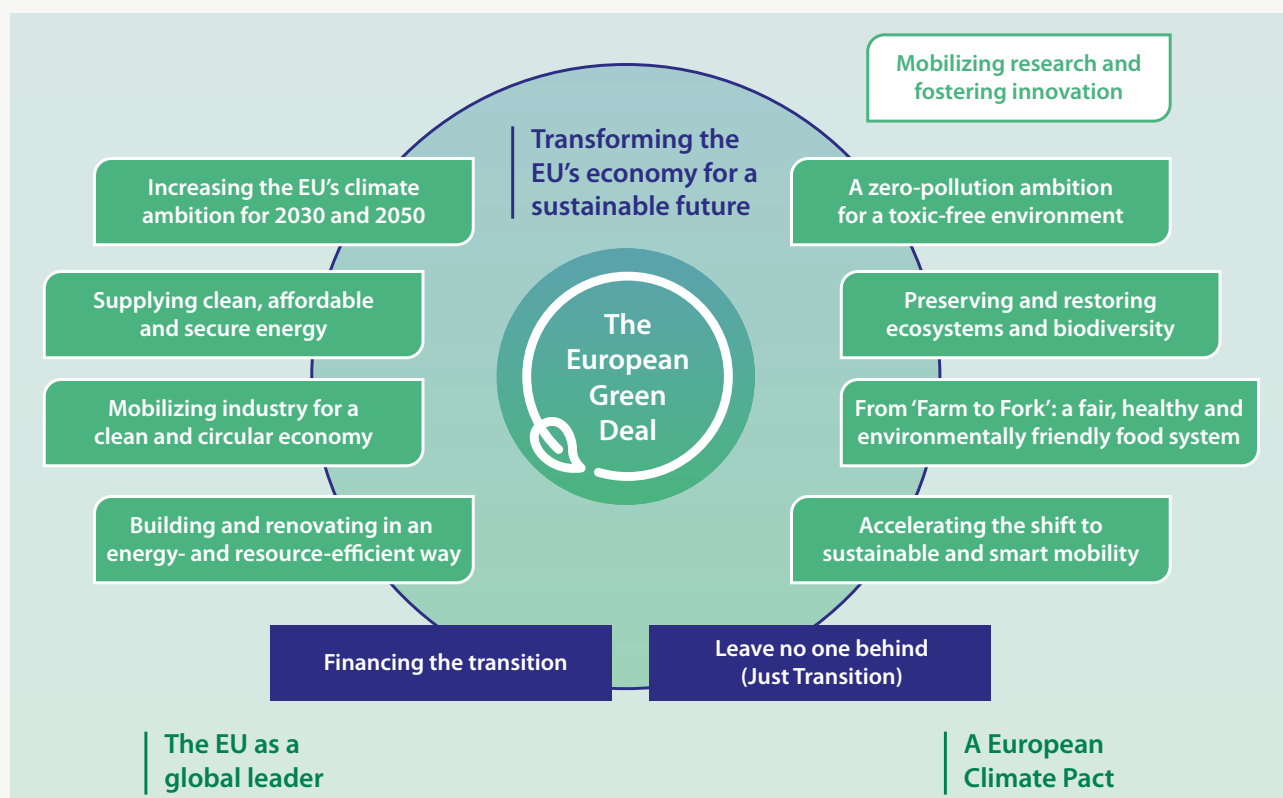 Mobilizing research and
fostering innovation
Transforming the
EU’s economy for a
sustainable future
Increasing the EU’s climate
ambition for 2030 and 2050
A zero-pollution ambition
for a toxic-free environment
Supplying clean, affordable
and secure energy
Preserving and restoring
ecosystems and biodiversity
The
European
Green
Deal
Mobilizing industry for a
clean and circular economy
From ‘Farm to Fork’: a fair, healthy and
environmentally friendly food system
Building and renovating in an
energy- and resource-efficient way
Accelerating the shift to
sustainable and smart mobility
Financing the transition
Leave no one behind
(Just Transition)
The EU as a
global leader
A European
Climate Pact